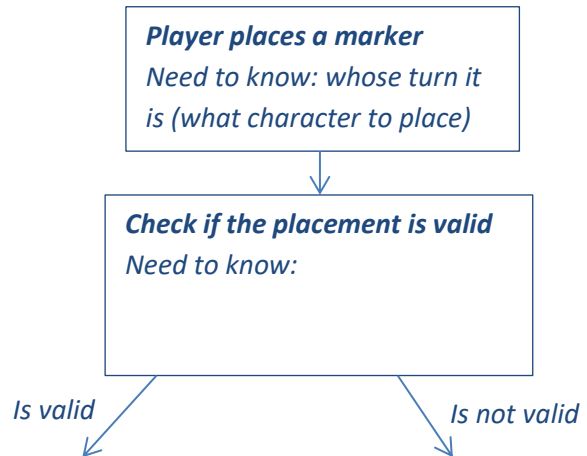 Player places a marker
Need to know: whose turn it
is (what character to place)
Check if the placement is valid
Need to know:
Is valid
Is not valid